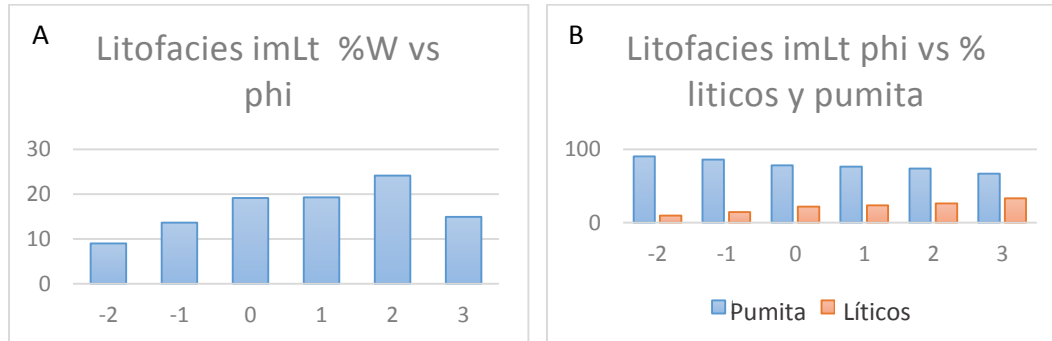 A
Litofacies imLt %W vs
phi
30
20
10
0
-2 -1 0 1 2 3
B
Litofacies imLt phi vs %
liticos y pumita
100
0
-2 -1 0 1 2 3
Pumita Líticos